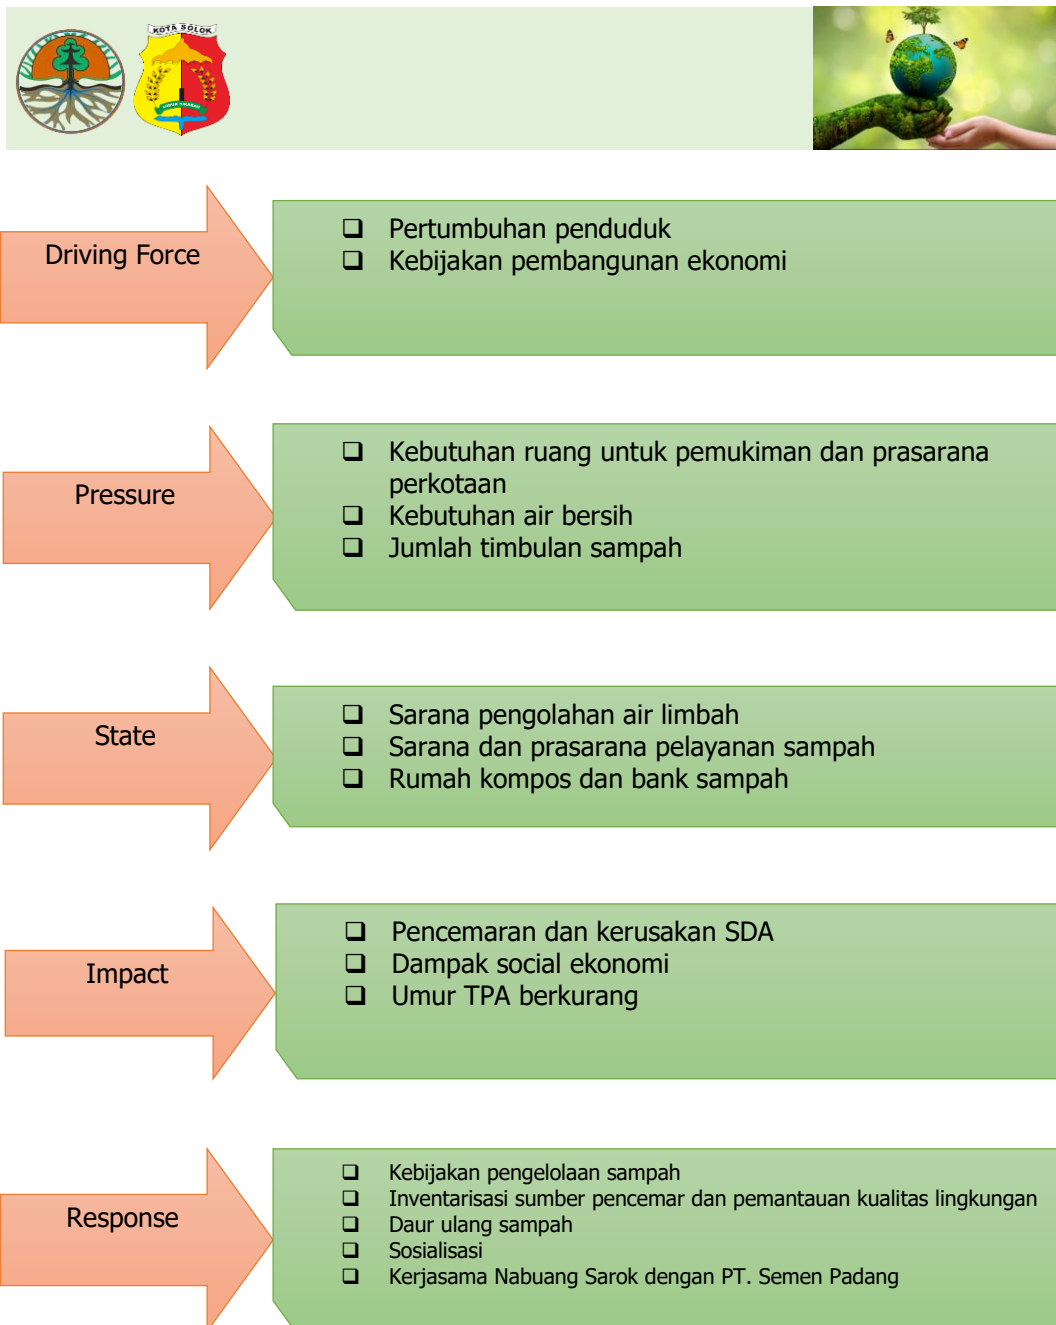 KOTA SOLOK
Driving Force
❑ Pertumbuhan penduduk
❑ Kebijakan pembangunan ekonomi
Pressure
❑ Kebutuhan ruang untuk pemukiman dan prasarana
perkotaan
❑ Kebutuhan air bersih
❑ Jumlah timbulan sampah
State
❑ Sarana pengolahan air limbah
❑ Sarana dan prasarana pelayanan sampah
❑ Rumah kompos dan bank sampah
Impact
❑ Pencemaran dan kerusakan SDA
❑ Dampak social ekonomi
❑ Umur TPA berkurang
Response
❑ Kebijakan pengelolaan sampah
❑ Inventarisasi sumber pencemar dan pemantauan kualitas lingkungan
❑ Daur ulang sampah
❑ Sosialisasi
❑ Kerjasama Nabuang Sarok dengan PT. Semen Padang